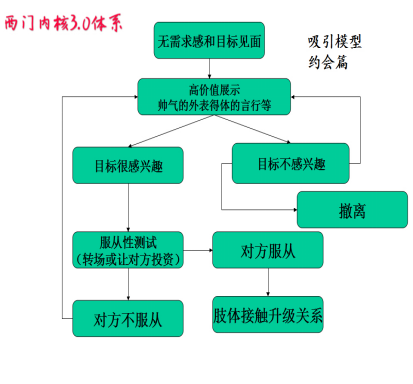 西门内核3.0体系
无需求感和目标见面
吸引模型
约会篇
高价值展示
帅气的外表得体的言行等
目标很感兴趣
目标不感兴趣
撤离
服从性测试
（转场或让对方投资）
对方服从
对方不服从
肢体接触升级关系